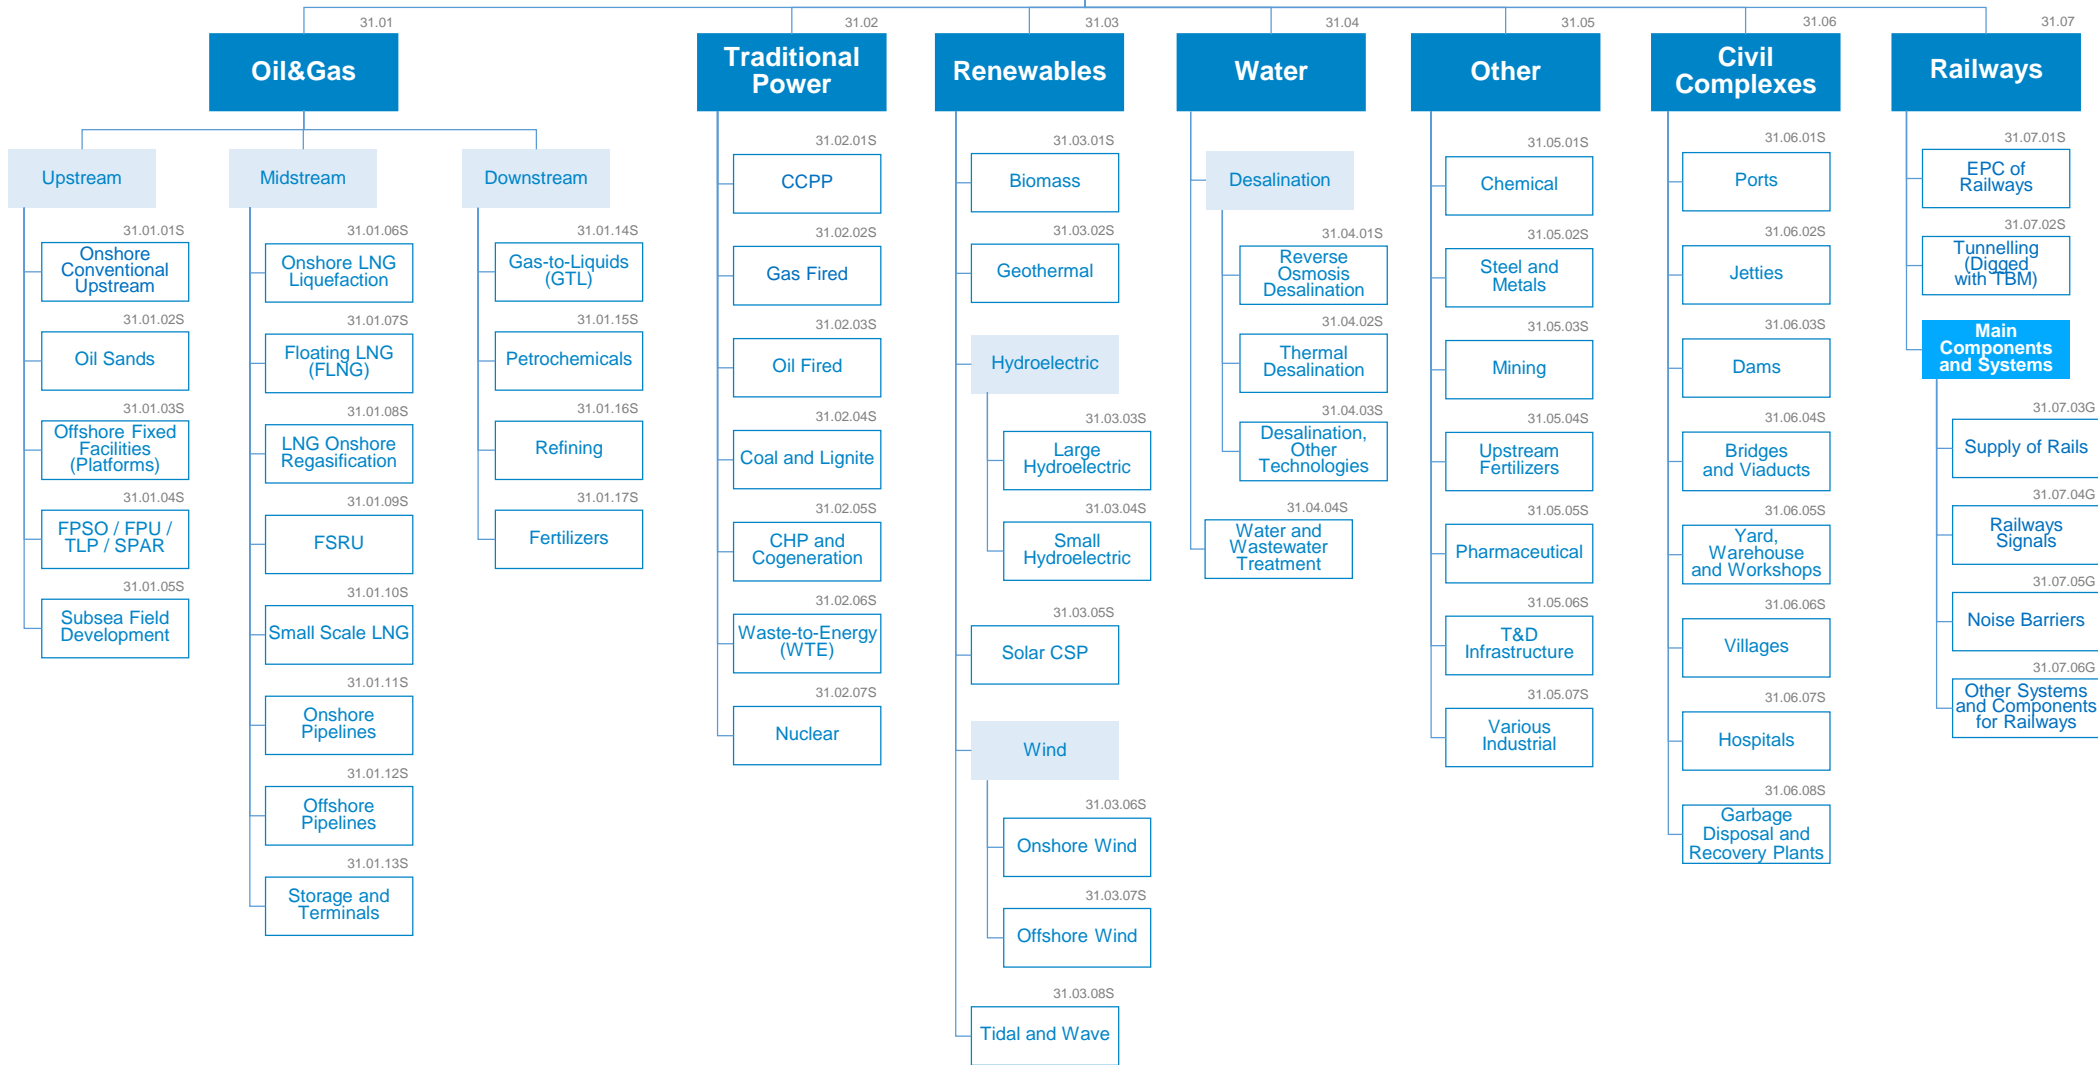 31.01
31.02
31.03
31.04
31.05
31.06
31.07
Oil&Gas
Traditional
Power
Renewables
Water
Other
Civil
Complexes
Railways
Upstream
31.01.01S
Onshore
Conventional
Upstream
31.01.02S
Oil Sands
31.01.03S
Offshore Fixed
Facilities
(Platforms)
31.01.04S
FPSO / FPU /
TLP / SPAR
31.01.05S
Subsea Field
Development
Midstream
31.01.06S
Onshore LNG
Liquefaction
31.01.07S
Floating LNG
(FLNG)
31.01.08S
LNG Onshore
Regasification
31.01.09S
FSRU
31.01.10S
Small Scale LNG
31.01.11S
Onshore
Pipelines
31.01.12S
Offshore
Pipelines
31.01.13S
Storage and
Terminals
Downstream
31.01.14S
Gas-to-Liquids
(GTL)
31.01.15S
Petrochemicals
31.01.16S
Refining
31.01.17S
Fertilizers
31.02.01S
CCPP
31.02.02S
Gas Fired
31.02.03S
Oil Fired
31.02.04S
Coal and Lignite
31.02.05S
CHP and
Cogeneration
31.02.06S
Waste-to-Energy
(WTE)
31.02.07S
Nuclear
31.03.01S
Biomass
31.03.02S
Geothermal
Hydroelectric
31.03.03S
Large
Hydroelectric
31.03.04S
Small
Hydroelectric
31.03.05S
Solar CSP
Wind
31.03.06S
Onshore Wind
31.03.07S
Offshore Wind
31.03.08S
Tidal and Wave
Desalination
31.04.01S
Reverse
Osmosis
Desalination
31.04.02S
Thermal
Desalination
31.04.03S
Desalination,
Other
Technologies
31.04.04S
Water and
Wastewater
Treatment
31.05.01S
Chemical
31.05.02S
Steel and
Metals
31.05.03S
Mining
31.05.04S
Upstream
Fertilizers
31.05.05S
Pharmaceutical
31.05.06S
T&D
Infrastructure
31.05.07S
Various
Industrial
31.06.01S
Ports
31.06.02S
Jetties
31.06.03S
Dams
31.06.04S
Bridges
and Viaducts
31.06.05S
Yard,
Warehouse
and Workshops
31.06.06S
Villages
31.06.07S
Hospitals
31.06.08S
Garbage
Disposal and
Recovery Plants
31.07.01S
EPC of
Railways
31.07.02S
Tunnelling
(Digged
with TBM)
Main
Components
and Systems
31.07.03G
Supply of Rails
31.07.04G
Railways
Signals
31.07.05G
Noise Barriers
31.07.06G
Other Systems
and Components
for Railways